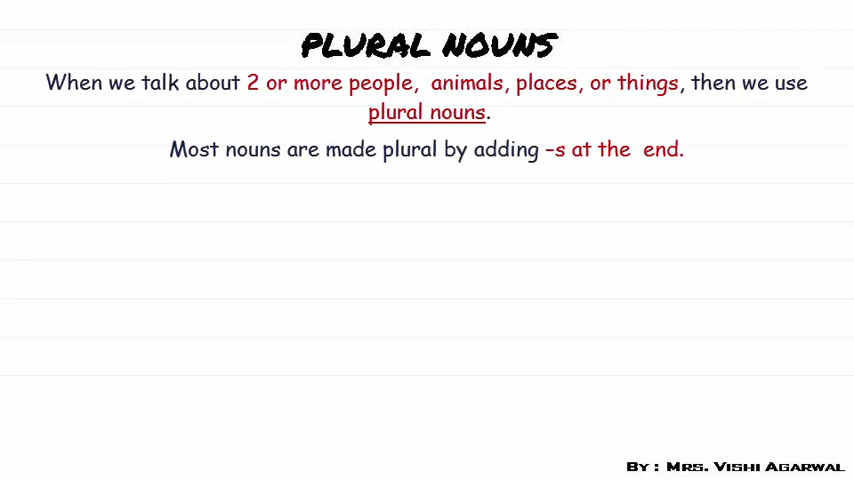 PLURAL NOUNS
When we talk about 2 or more people, animals, places, or things, then we use
plural nouns.
Most nouns are made plural by adding –s at the end.
By : Mrs. Vishi Agarwal